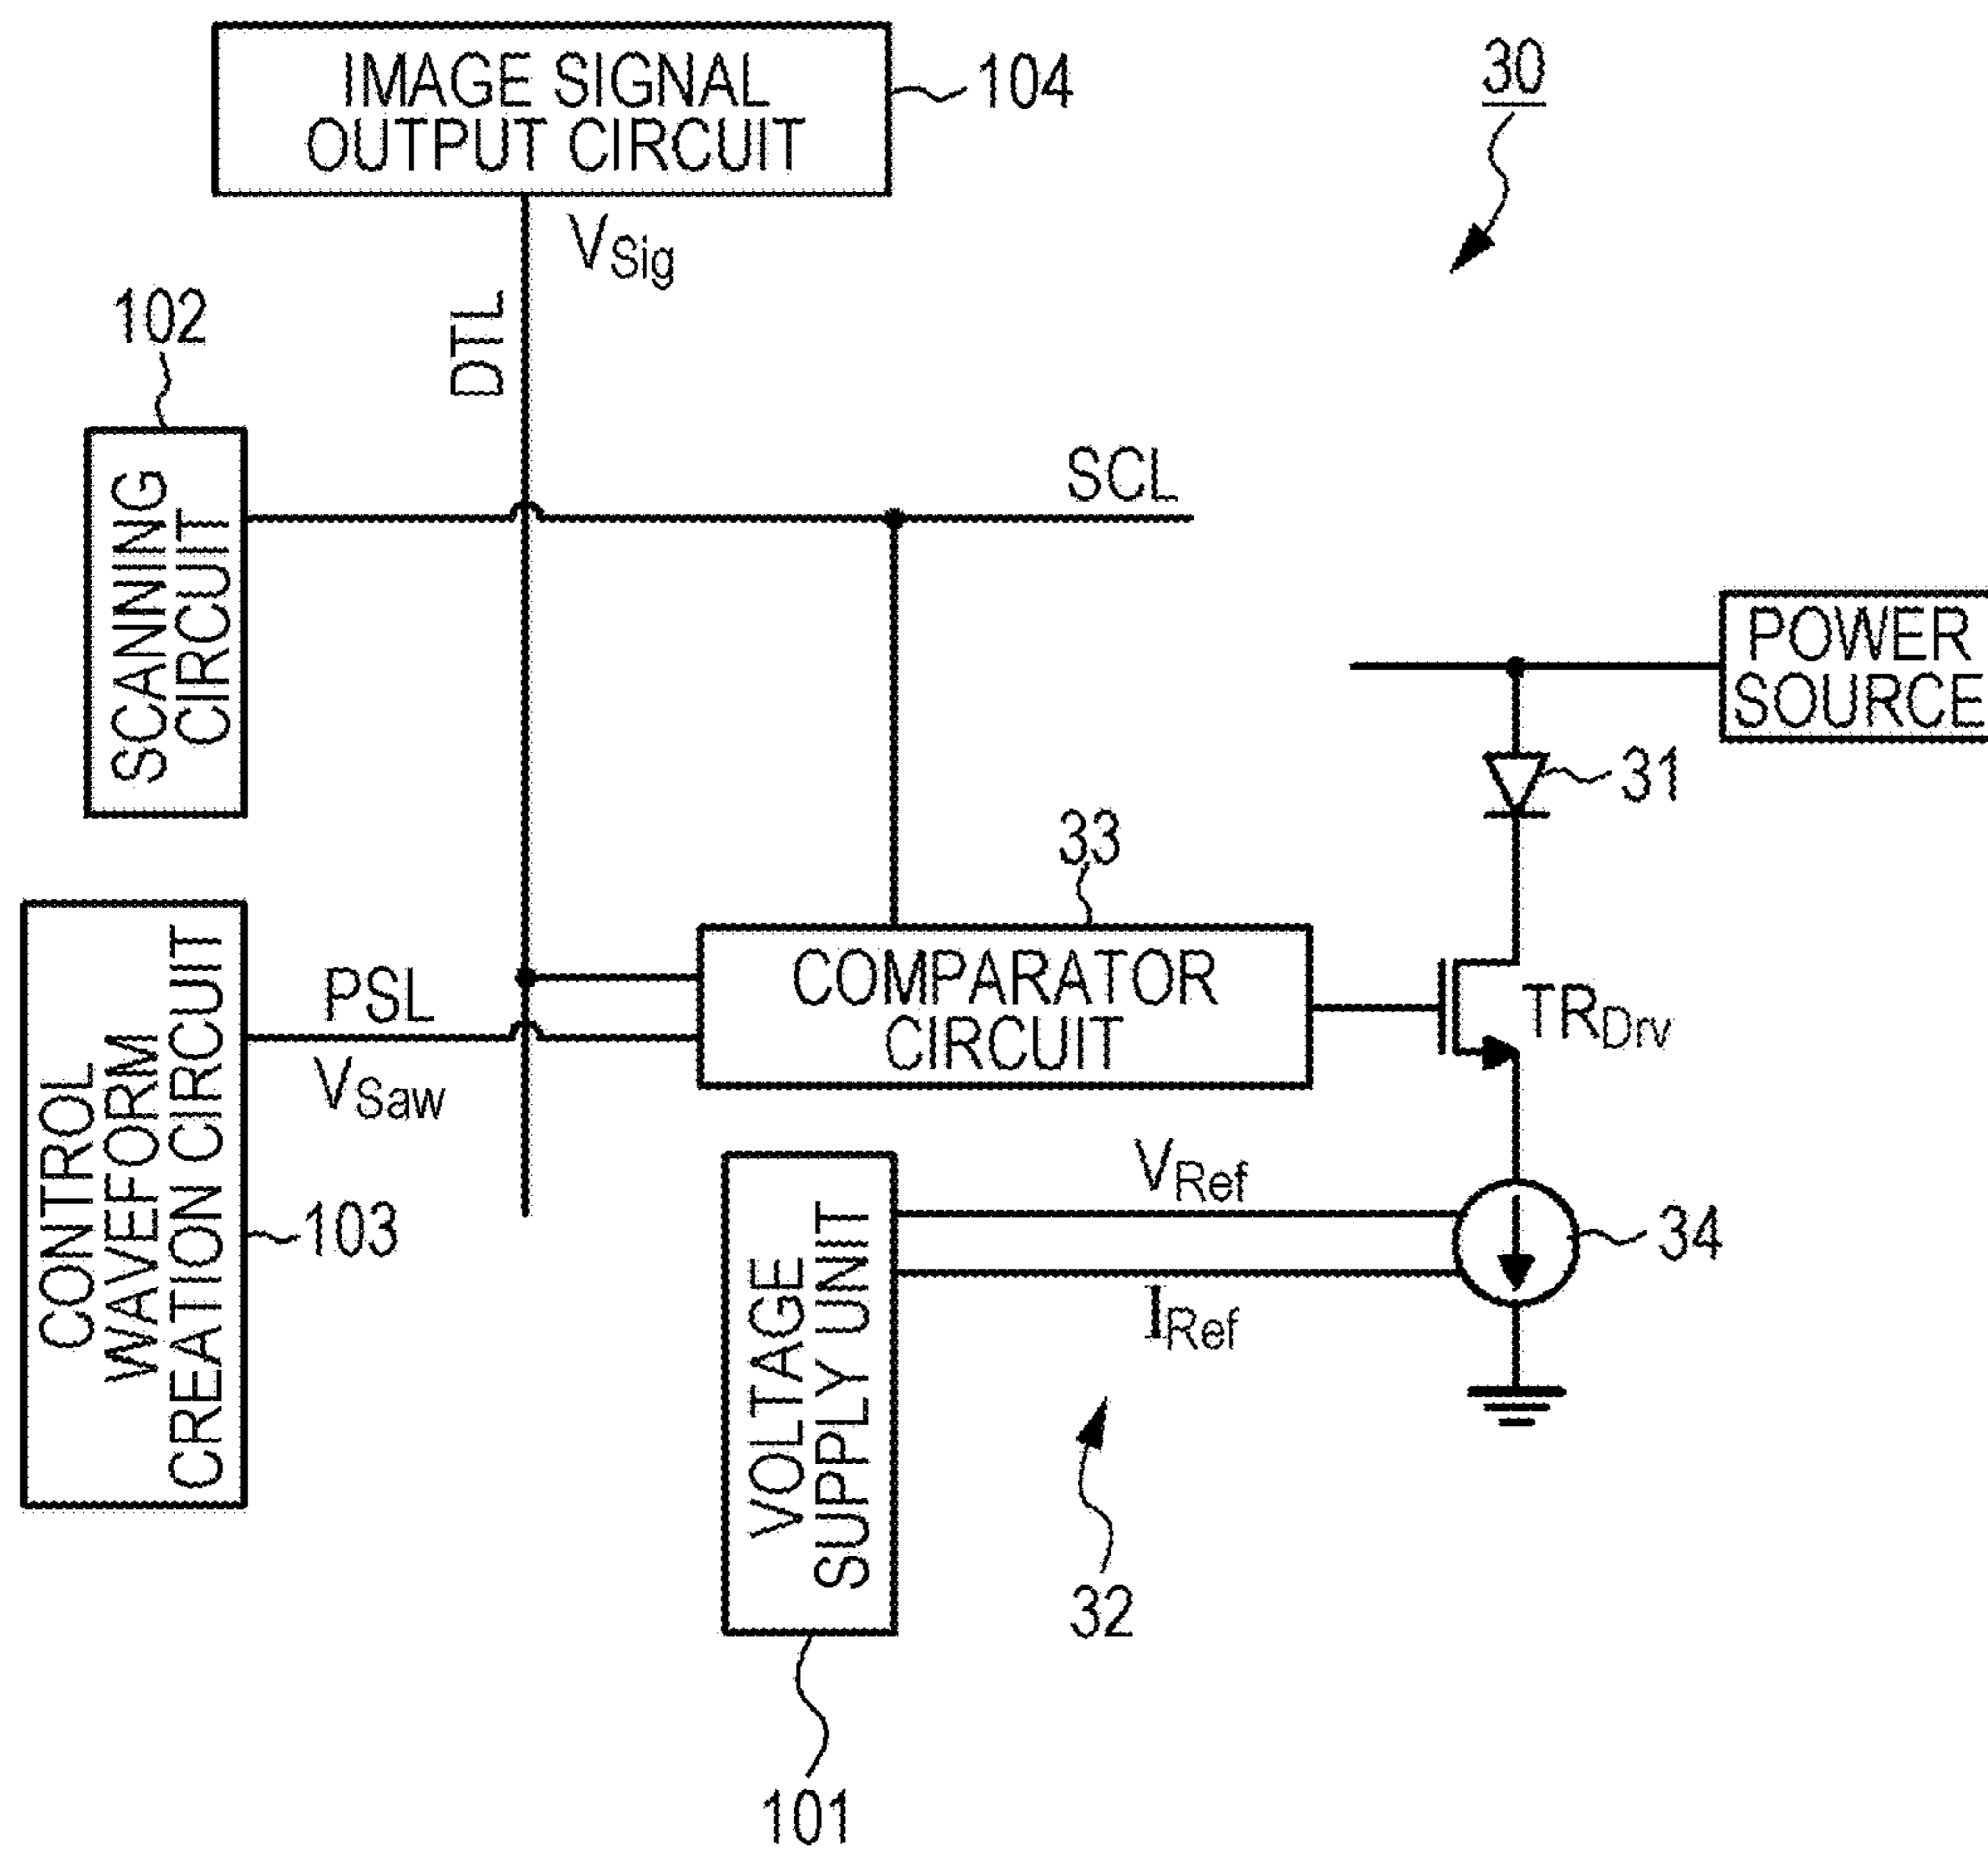 IMAGE SIGNAL
OUTPUT CIRCUIT
104
30
VSig
DTL
102
SCANNING
CIRCUIT
SCL
POWER
SOURCE
31
33
COMPARATOR
CIRCUIT
TRDrv
PSL
VSaw
CONTROL
WAVEFORM
CREATION CIRCUIT
103
VOLTAGE
SUPPLY UNIT
VRef
IRef
34
32
101